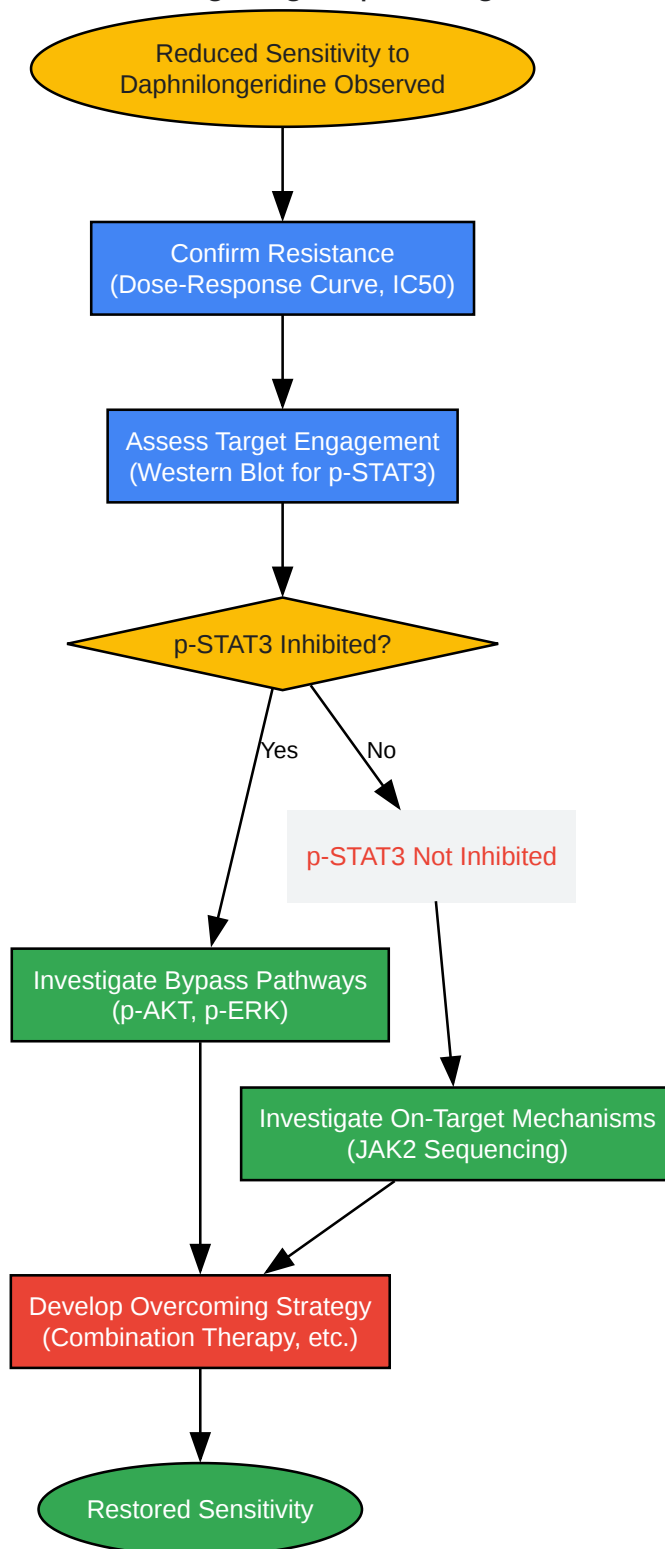 Reduced Sensitivity to
Daphnilongeridine Observed
Confirm Resistance
(Dose-Response Curve, IC50)
Assess Target Engagement
(Western Blot for p-STAT3)
p-STAT3 Inhibited?
Yes
No
p-STAT3 Not Inhibited
Investigate Bypass Pathways
(p-AKT, p-ERK)
Investigate On-Target Mechanisms
(JAK2 Sequencing)
Develop Overcoming Strategy
(Combination Therapy, etc.)
Restored Sensitivity